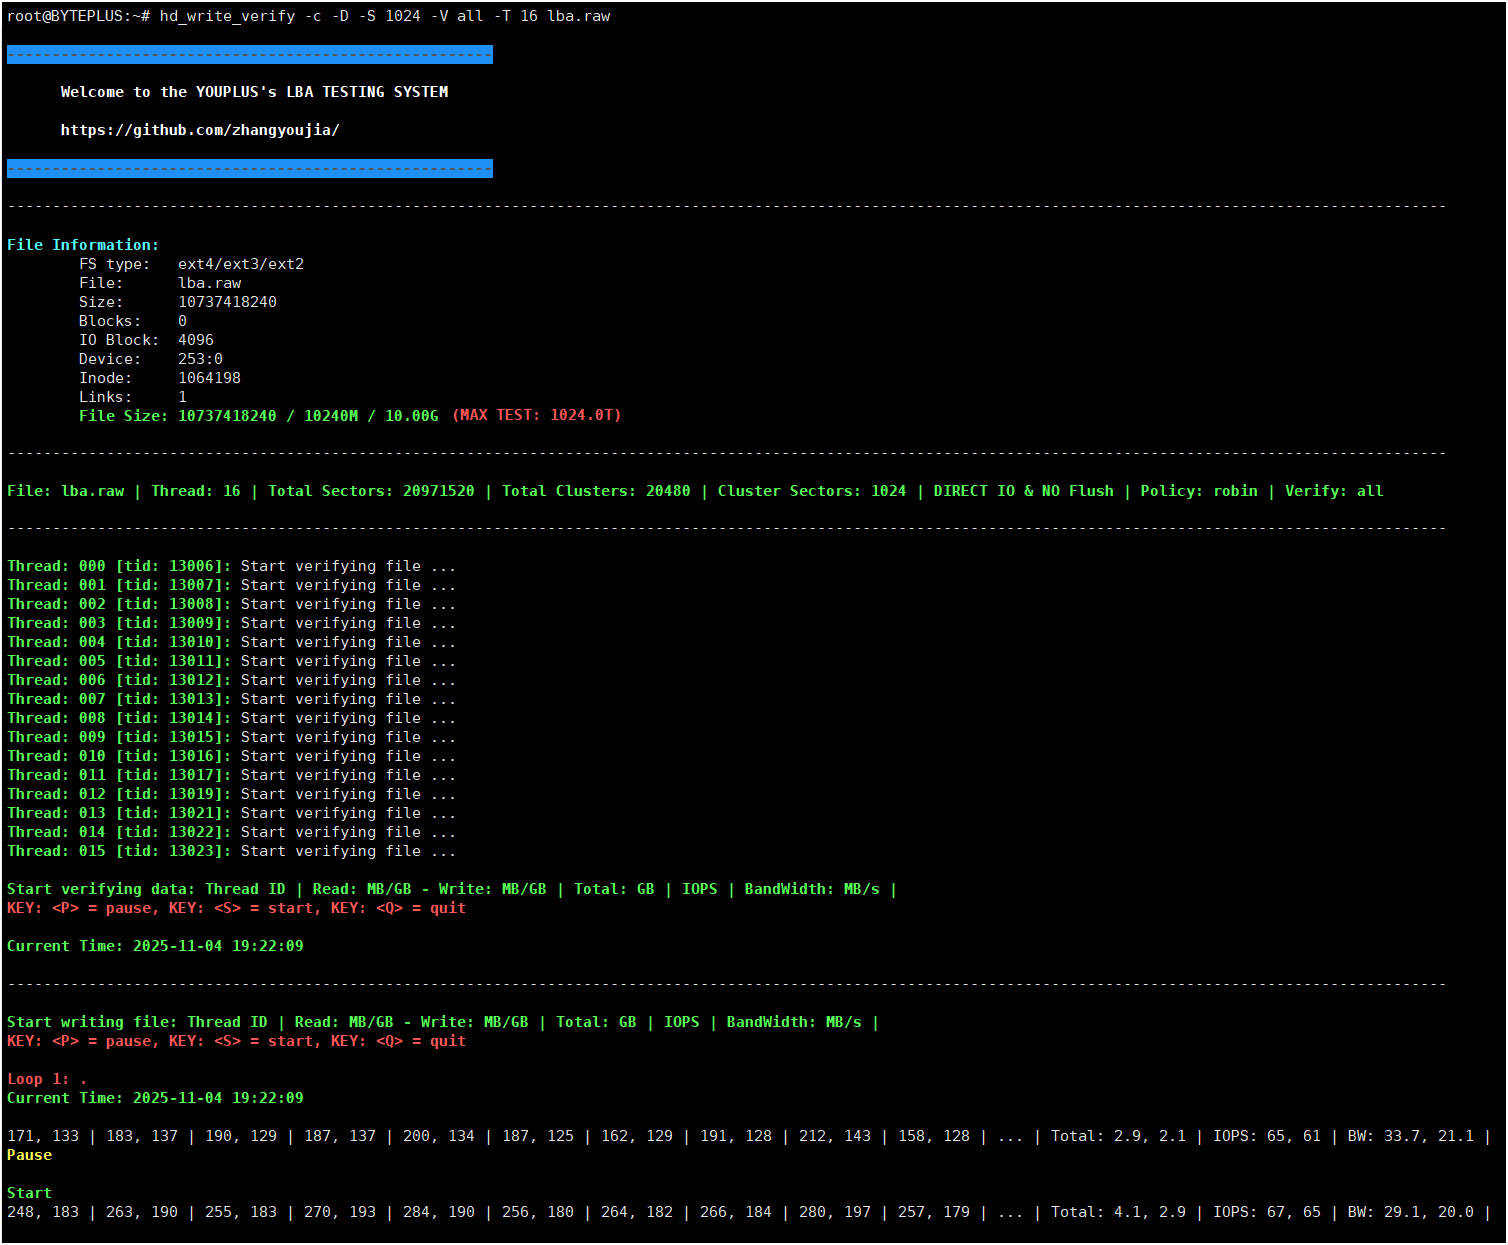 root@BYTEPLUS:~# hd_write_verify -c -D -S 1024 -V all -T 16 lba.raw
------------------------------------------------------
Welcome to the YOUPLUS's LBA TESTING SYSTEM
https://github.com/zhangyoujia/
------------------------------------------------------
----------------------------------------------------------------------------------------------------------------------------------------------------------------
File Information:
FS type: ext4/ext3/ext2
File: lba.raw
Size: 10737418240
Blocks: 0
IO Block: 4096
Device: 253:0
Inode: 1064198
Links: 1
File Size: 10737418240 / 10240M / 10.00G (MAX TEST: 1024.0T)
----------------------------------------------------------------------------------------------------------------------------------------------------------------
File: lba.raw | Thread: 16 | Total Sectors: 20971520 | Total Clusters: 20480 | Cluster Sectors: 1024 | DIRECT IO & NO Flush | Policy: robin | Verify: all
----------------------------------------------------------------------------------------------------------------------------------------------------------------
Thread: 000 [tid: 13006]: Start verifying file ...
Thread: 001 [tid: 13007]: Start verifying file ...
Thread: 002 [tid: 13008]: Start verifying file ...
Thread: 003 [tid: 13009]: Start verifying file ...
Thread: 004 [tid: 13010]: Start verifying file ...
Thread: 005 [tid: 13011]: Start verifying file ...
Thread: 006 [tid: 13012]: Start verifying file ...
Thread: 007 [tid: 13013]: Start verifying file ...
Thread: 008 [tid: 13014]: Start verifying file ...
Thread: 009 [tid: 13015]: Start verifying file ...
Thread: 010 [tid: 13016]: Start verifying file ...
Thread: 011 [tid: 13017]: Start verifying file ...
Thread: 012 [tid: 13019]: Start verifying file ...
Thread: 013 [tid: 13021]: Start verifying file ...
Thread: 014 [tid: 13022]: Start verifying file ...
Thread: 015 [tid: 13023]: Start verifying file ...
Start verifying data: Thread ID | Read: MB/GB - Write: MB/GB | Total: GB | IOPS | BandWidth: MB/s |
KEY: <P> = pause, KEY: <S> = start, KEY: <Q> = quit
Current Time: 2025-11-04 19:22:09
----------------------------------------------------------------------------------------------------------------------------------------------------------------
Start writing file: Thread ID | Read: MB/GB - Write: MB/GB | Total: GB | IOPS | BandWidth: MB/s |
KEY: <P> = pause, KEY: <S> = start, KEY: <Q> = quit
Loop 1: .
Current Time: 2025-11-04 19:22:09
171, 133 | 183, 137 | 190, 129 | 187, 137 | 200, 134 | 187, 125 | 162, 129 | 191, 128 | 212, 143 | 158, 128 | ... | Total: 2.9, 2.1 | IOPS: 65, 61 | BW: 33.7, 21.1 |
Pause
Start
248, 183 | 263, 190 | 255, 183 | 270, 193 | 284, 190 | 256, 180 | 264, 182 | 266, 184 | 280, 197 | 257, 179 | ... | Total: 4.1, 2.9 | IOPS: 67, 65 | BW: 29.1, 20.0 |